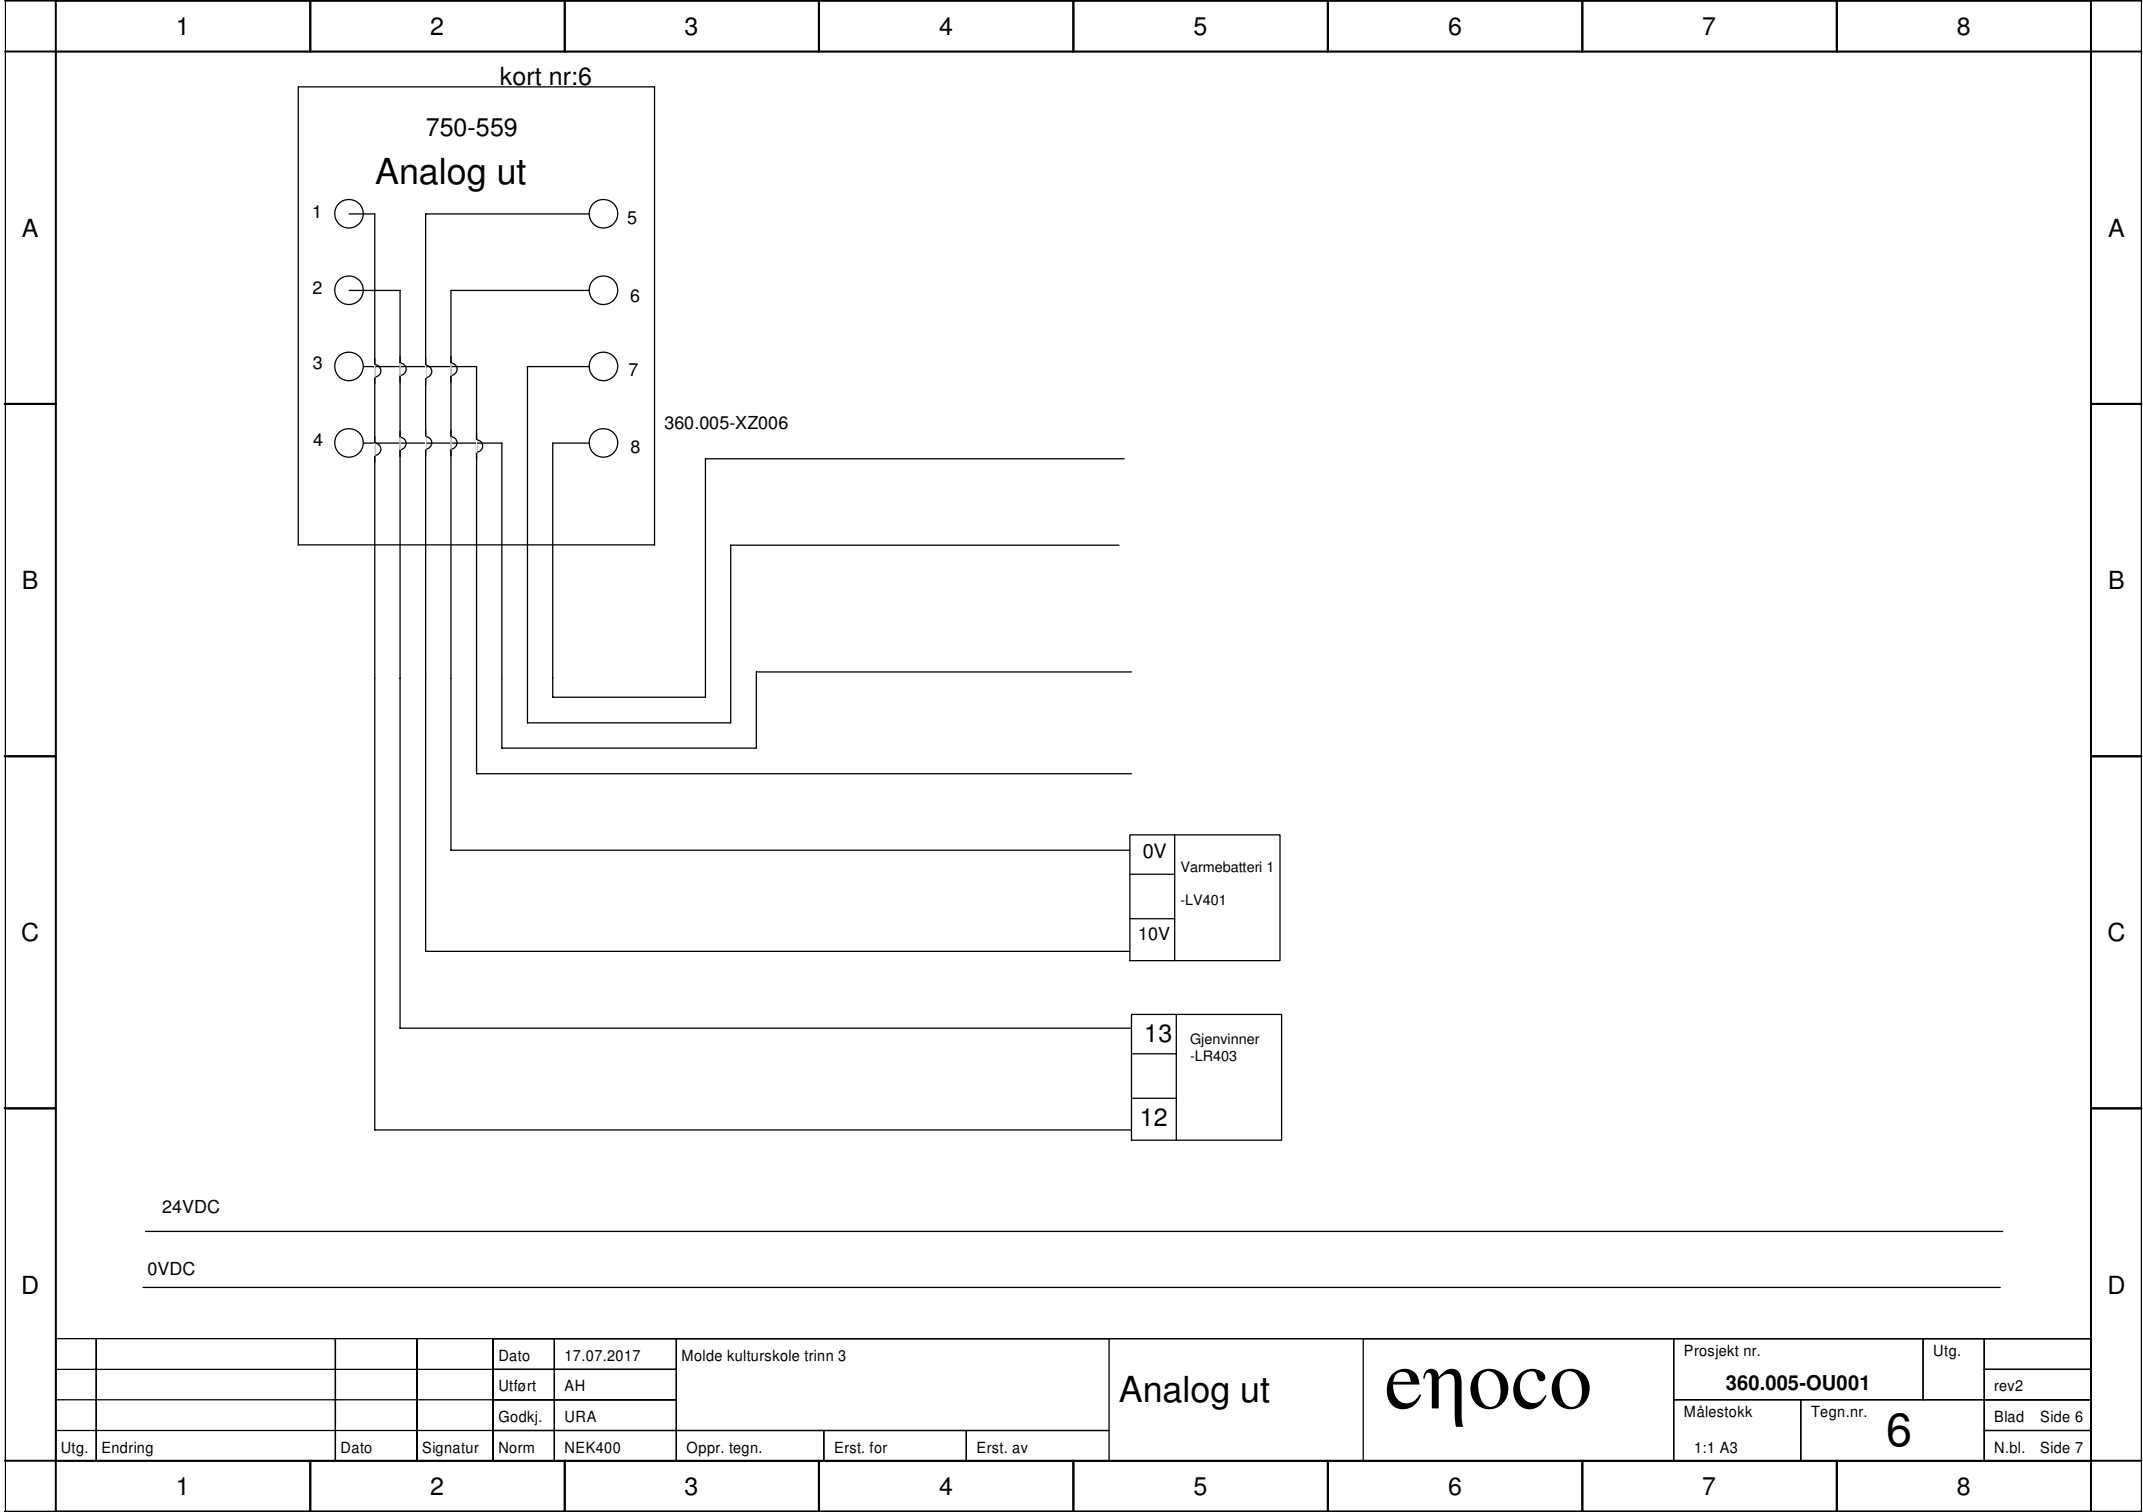 1 2 3 4 5 6 7 8
kort nr:6
750-559
Analog ut
1 5
A A
2 6
3 7
360.005-XZ006
4 8
B B
0V
Varmebatteri 1
-LV401
10V
C C
13
Gjenvinner
-LR403
12
24VDC
0VDC
D D
Dato 17.07.2017 Molde kulturskole trinn 3
Utført AH
Godkj. URA
Utg. Endring Dato Signatur Norm NEK400 Oppr. tegn. Erst. for Erst. av
Analog ut
eηoco
Prosjekt nr. Utg.
360.005-OU001 rev2
Målestokk Tegn.nr. 6 Blad Side 6
1:1 A3 N.bl. Side 7
1 2 3 4 5 6 7 8